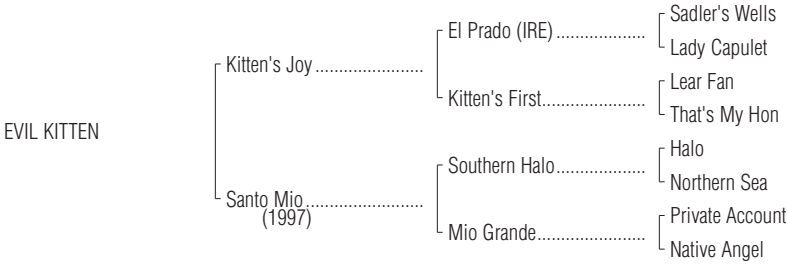 Sadler's Wells
El Prado (IRE) ...................
Lady Capulet
Kitten's Joy .......................
Lear Fan
Kitten's First......................
That's My Hon
EVIL KITTEN
Halo
Southern Halo...................
Northern Sea
Santo Mio.........................
(1997)
Private Account
Mio Grande.......................
Native Angel